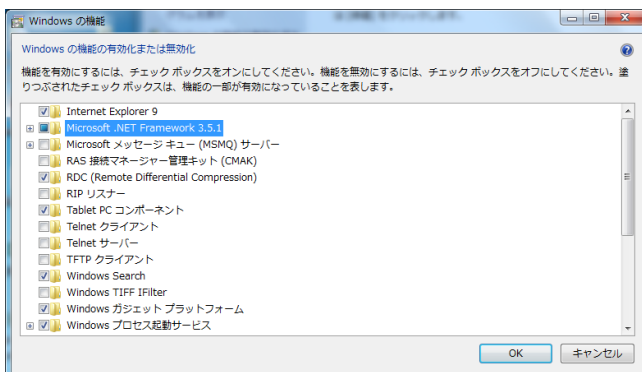 Windows の機能
Windows の機能の有効化または無効化
機能を有効にするには、チェック ボックスをオンにしてください。機能を無効にするには、チェック ボックスをオフにしてください。塗
りつぶされたチェック ボックスは、機能の一部が有効になっていることを表します。
Internet Explorer 9
Microsoft .NET Framework 3.5.1
Microsoft メッセージ キュー (MSMQ) サーバー
RAS 接続マネージャー管理キット (CMAK)
RDC (Remote Differential Compression)
RIP リスナー
Tablet PC コンポーネント
Telnet クライアント
Telnet サーバー
TFTP クライアント
Windows Search
Windows TIFF IFilter
Windows ガジェット プラットフォーム
Windows プロセス起動サービス
OK
キャンセル